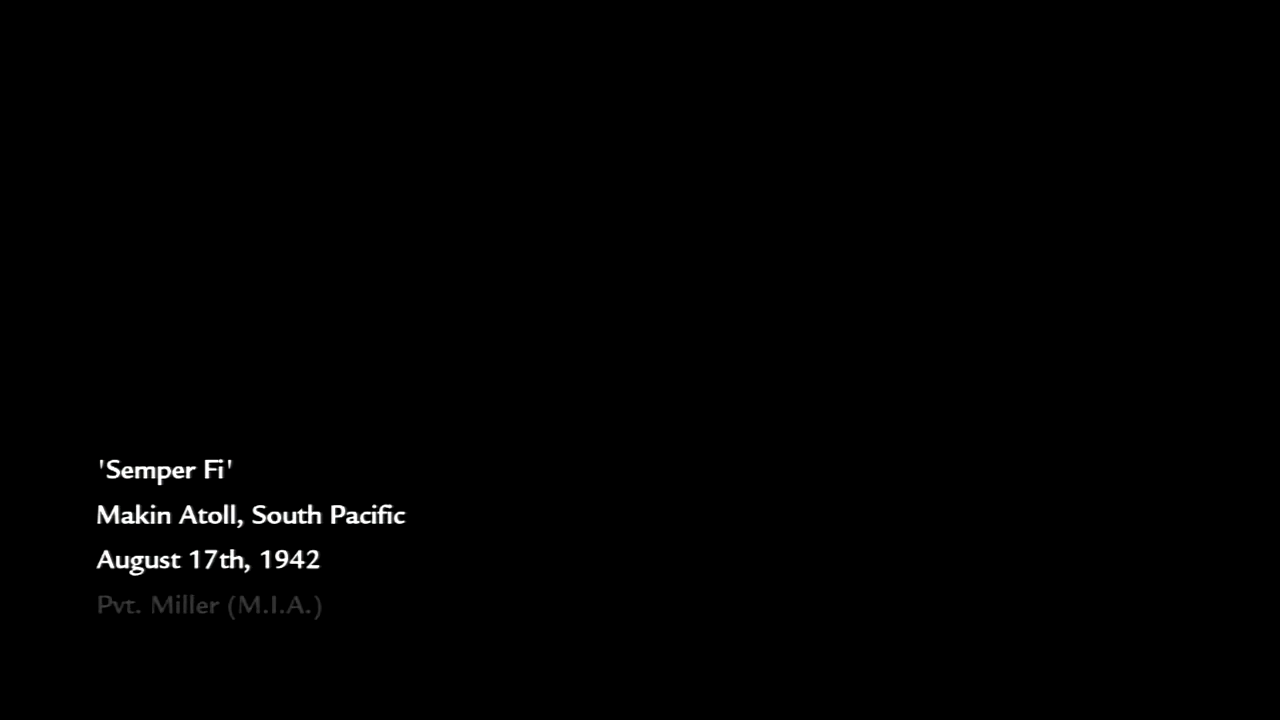 'Semper Fi'
Makin Atoll, South Pacific
August 17th, 1942
Pvt. Miller (M.I.A.)